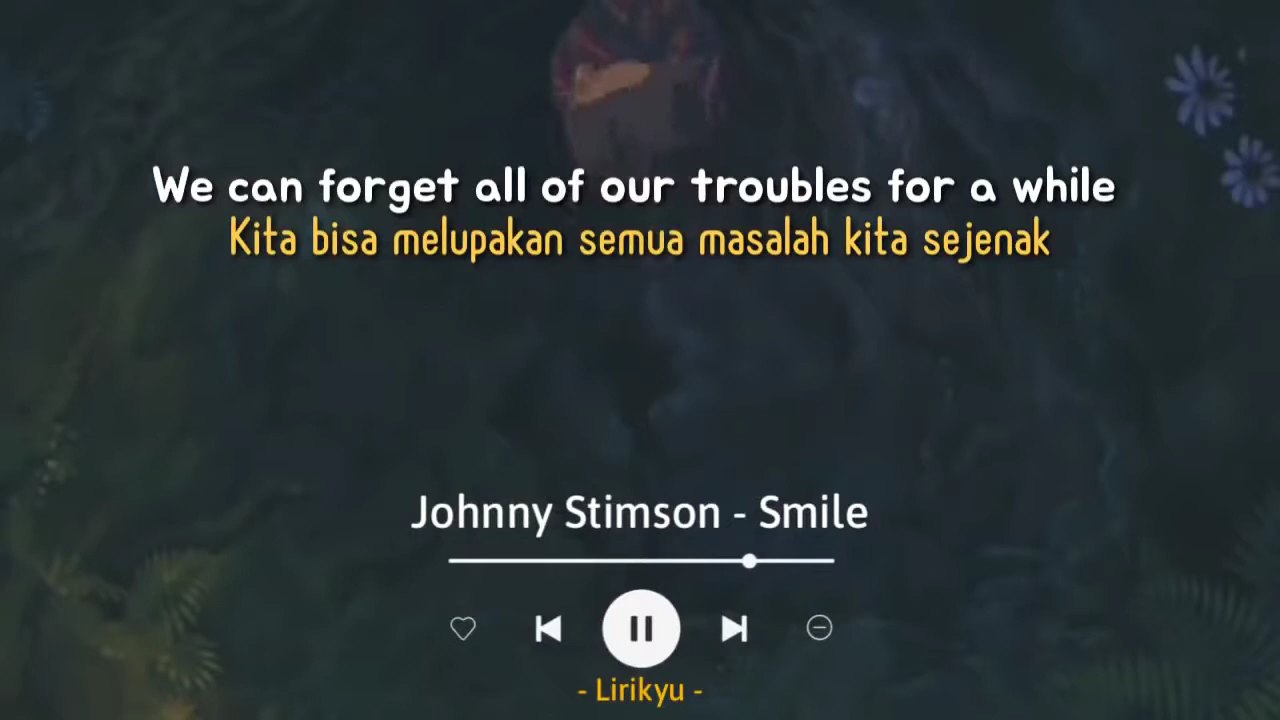 We can forget all of our troubles for a while
Kita bisa melupakan semua masalah kita sejenak
Johnny Stimson - Smile
- Lirikyu -